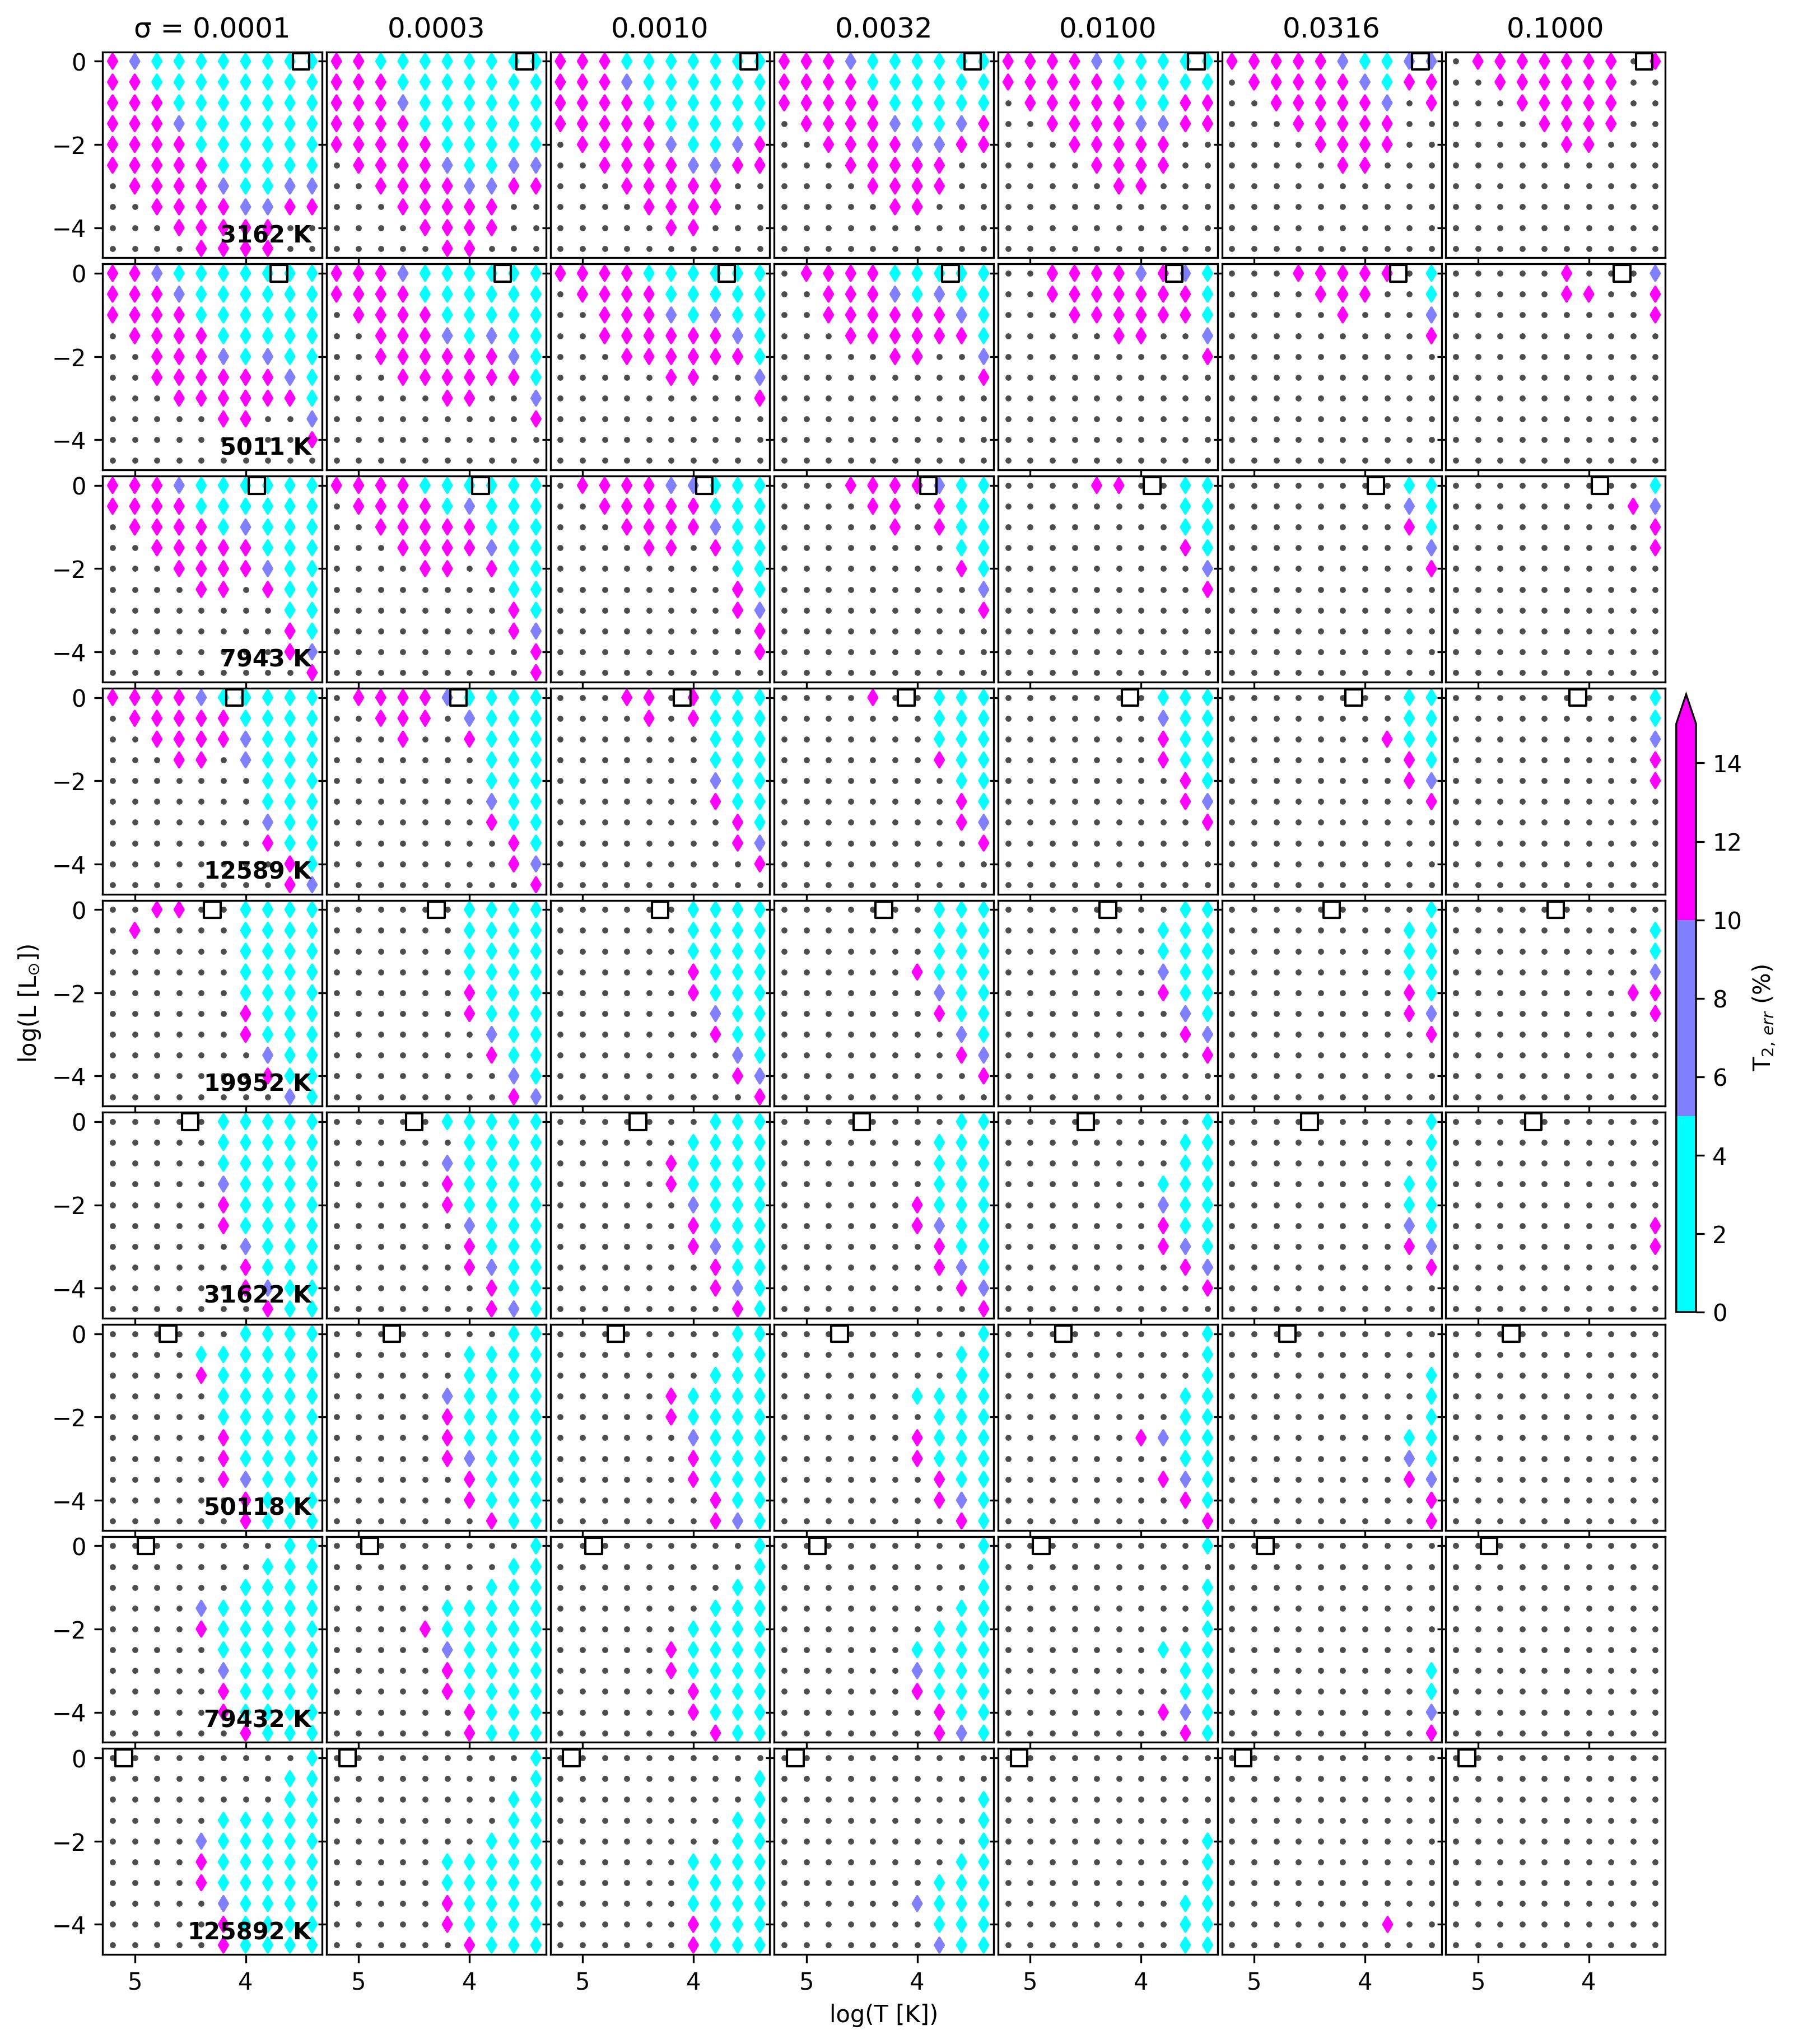 σ = 0.0001 0.0003 0.0010 0.0032 0.0100 0.0316 0.1000
0
−2
−4
3162 K
0
−2
−4
5011 K
0
−2
−4
7943 K
0
−2
−4
12589 K
0
−2
−4
19952 K
0
−2
−4
31622 K
0
−2
−4
50118 K
0
−2
−4
79432 K
0
−2
−4
125892 K
5 4 5 4 5 4 5 4 5 4 5 4 5 4
log(T [K])
log(L [L☉])
14
12
10
8
6
4
2
0
T2, err (%)